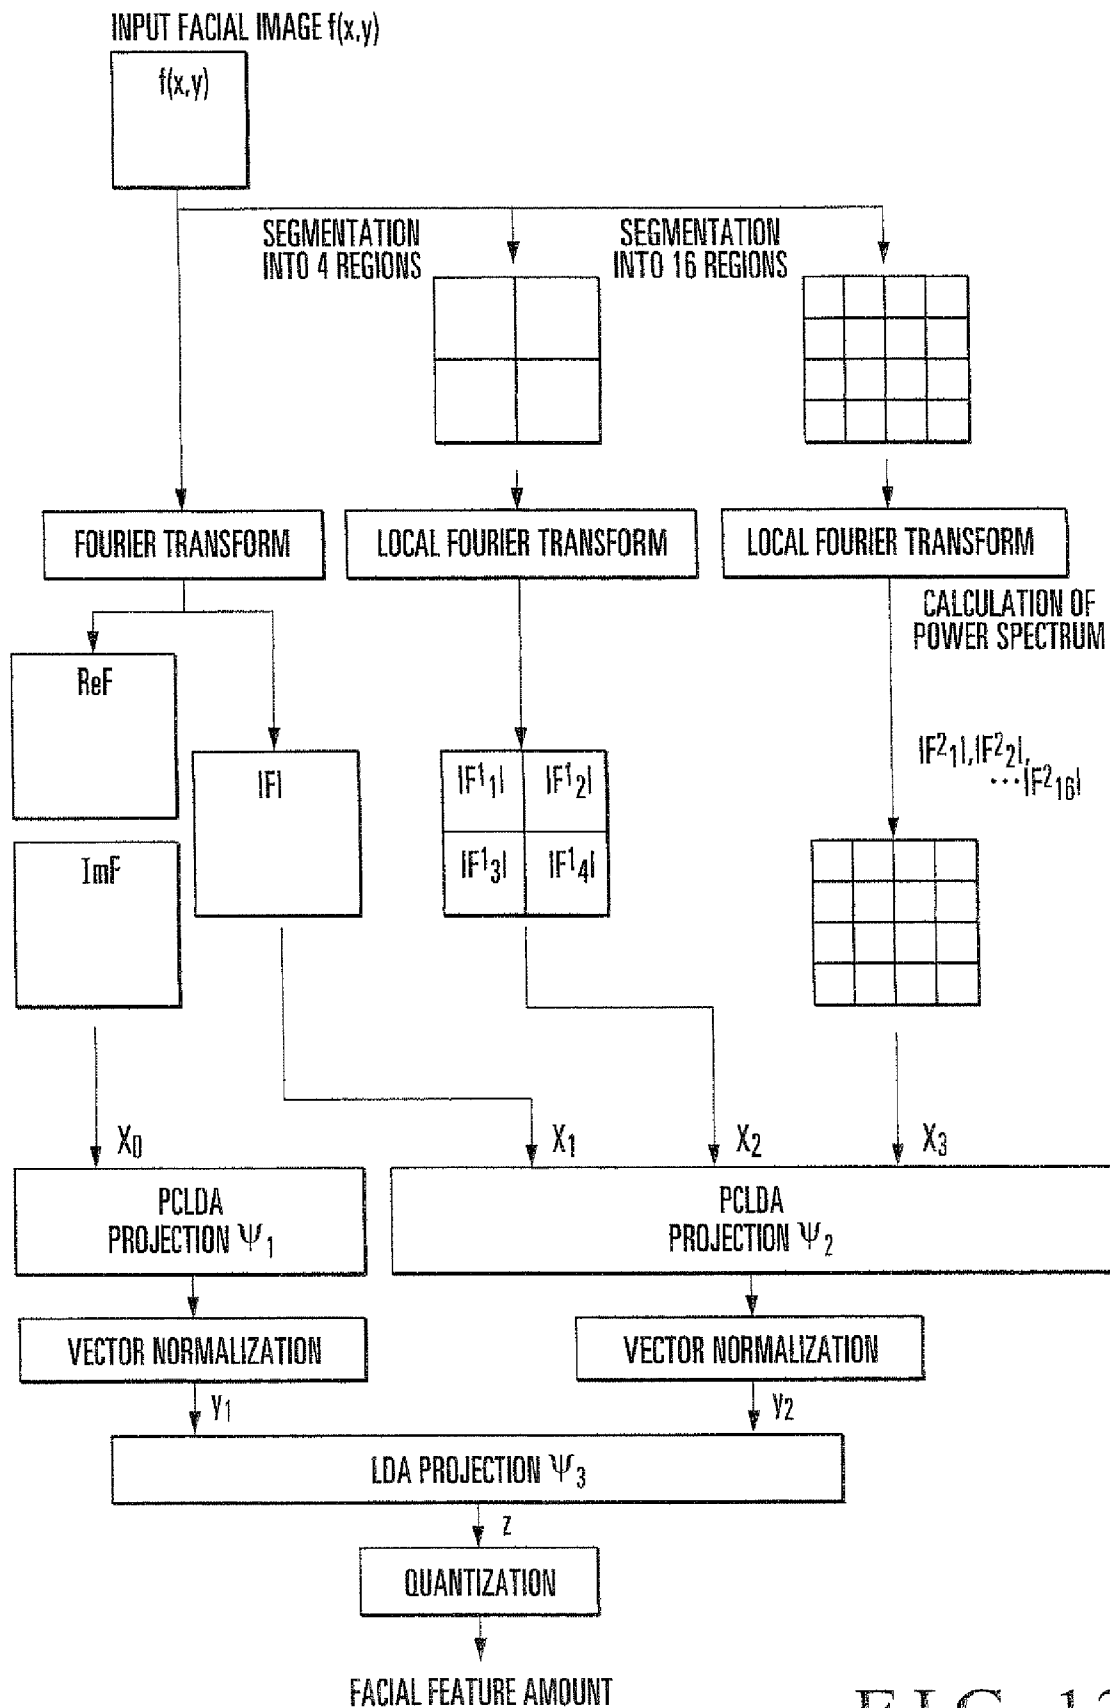 INPUT FACIAL IMAGE f(x,y)
f(x,y)
SEGMENTATION
INTO 4 REGIONS
SEGMENTATION
INTO 16 REGIONS
FOURIER TRANSFORM
LOCAL FOURIER TRANSFORM
LOCAL FOURIER TRANSFORM
CALCULATION OF
POWER SPECTRUM
ReF
|F|
|F¹₁| |F¹₂|
|F¹₃| |F¹₄|
|F²₁|,|F²₂|,
···|F²₁₆|
ImF
X₀
X₁
X₂
X₃
PCLDA
PROJECTION Ψ₁
PCLDA
PROJECTION Ψ₂
VECTOR NORMALIZATION
VECTOR NORMALIZATION
y₁
y₂
LDA PROJECTION Ψ₃
z
QUANTIZATION
FACIAL FEATURE AMOUNT